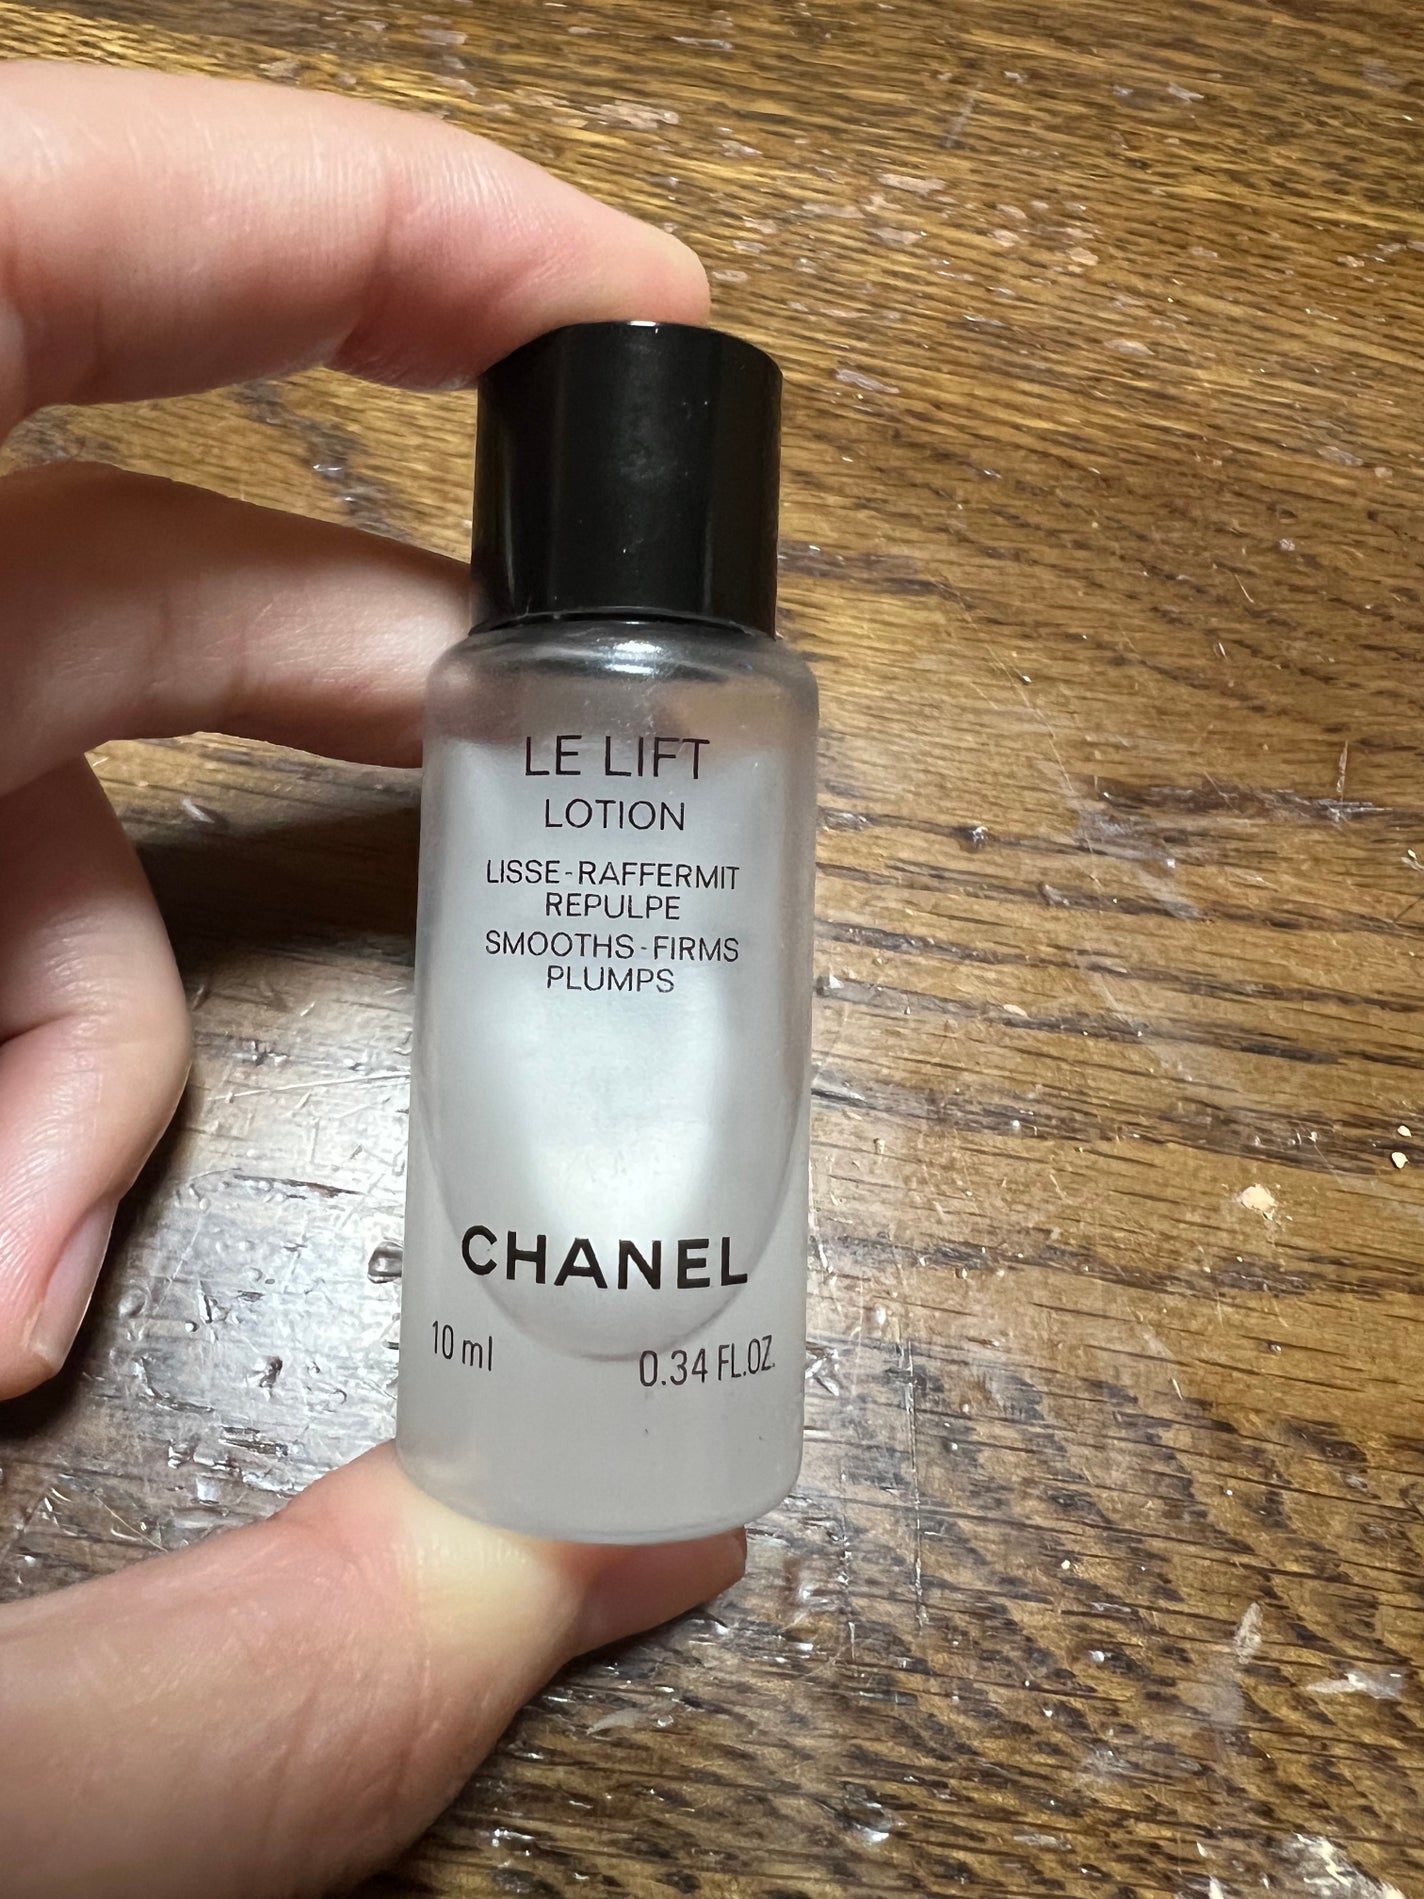 LE LIFT
LOTION
LISSE-RAFFERMIT
REPULPE
SMOOTHS-FIRMS
PLUMPS
CHANEL
10 ml 0.34 FL.OZ.